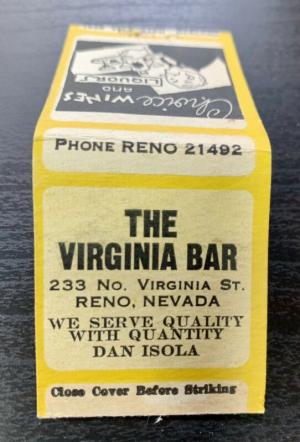 Choice WINES
AND
LIQUORS
PHONE RENO 21492
THE
VIRGINIA BAR
233 No. VIRGINIA ST.
RENO, NEVADA
WE SERVE QUALITY
WITH QUANTITY
DAN ISOLA
Close Cover Before Striking